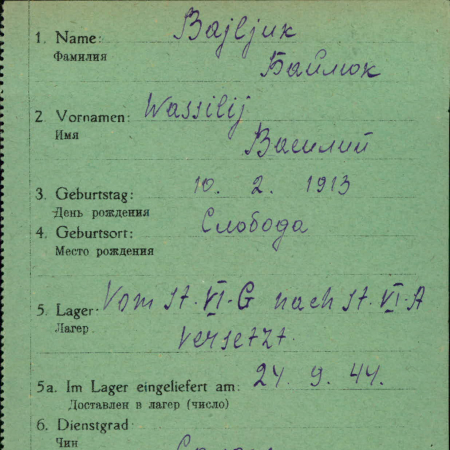 1. Name: Bajljuk
Фамилия Байлюк
2. Vornamen: Wassilij
Имя Василий
3. Geburtstag: 10. 2. 1913
День рождения
4. Geburtsort: Слобода
Место рождения
5. Lager: Vom St. VI-G nach St. VI-A
Лагер versetzt.
5a. Im Lager eingeliefert am: 24. 9. 44.
Доставлен в лагер (число)
6. Dienstgrad:
Чин